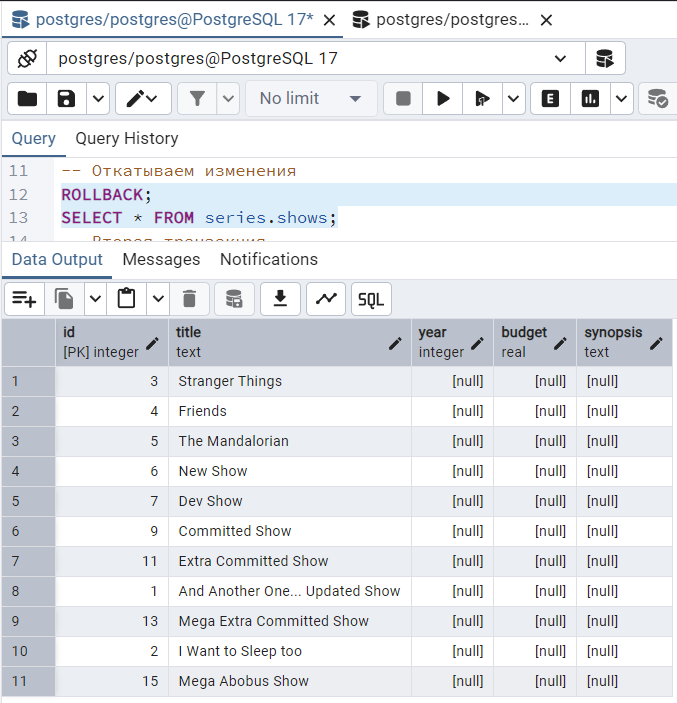 postgres/postgres@PostgreSQL 17*
postgres/postgres...
postgres/postgres@PostgreSQL 17
No limit
E
Query
Query History
11 -- Откатываем изменения
12 ROLLBACK;
13 SELECT * FROM series.shows;
14 -- Вторая транзакция
Data Output
Messages
Notifications
SQL
id title year budget synopsis
[PK] integer text integer real text
1 3 Stranger Things [null] [null] [null]
2 4 Friends [null] [null] [null]
3 5 The Mandalorian [null] [null] [null]
4 6 New Show [null] [null] [null]
5 7 Dev Show [null] [null] [null]
6 9 Committed Show [null] [null] [null]
7 11 Extra Committed Show [null] [null] [null]
8 1 And Another One... Updated Show [null] [null] [null]
9 13 Mega Extra Committed Show [null] [null] [null]
10 2 I Want to Sleep too [null] [null] [null]
11 15 Mega Abobus Show [null] [null] [null]